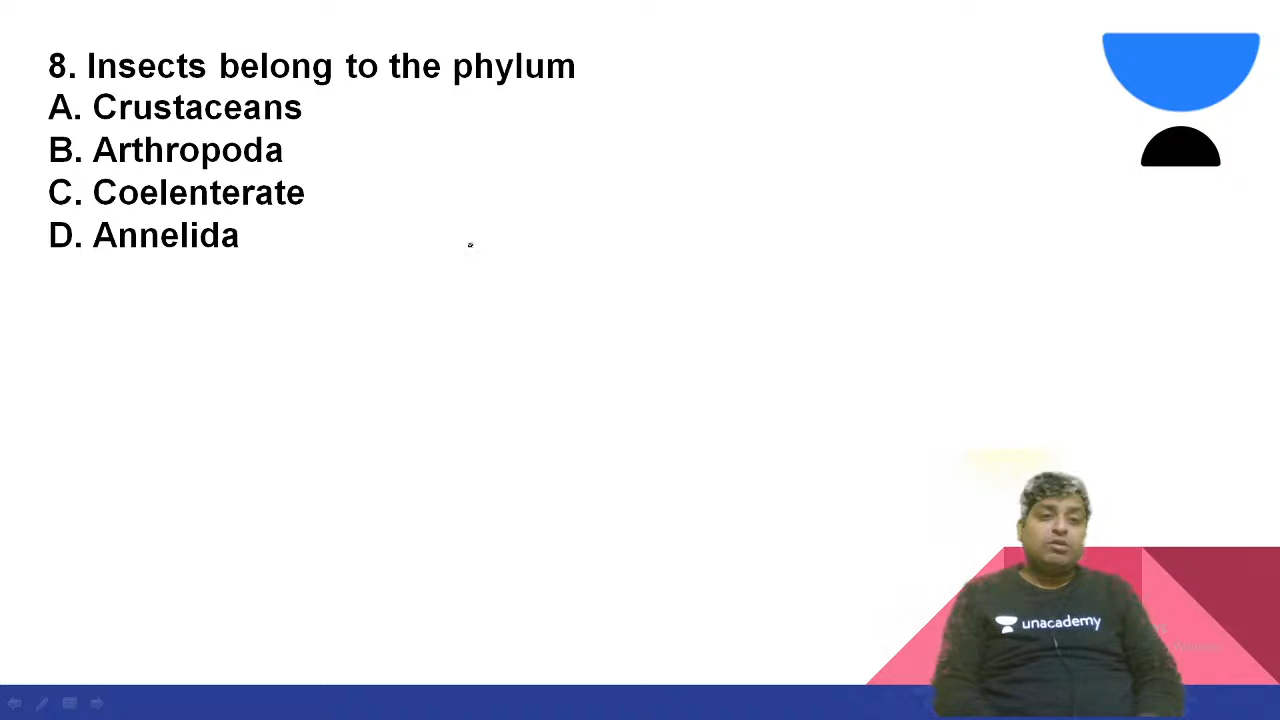 8. Insects belong to the phylum
A. Crustaceans
B. Arthropoda
C. Coelenterate
D. Annelida
unacademy